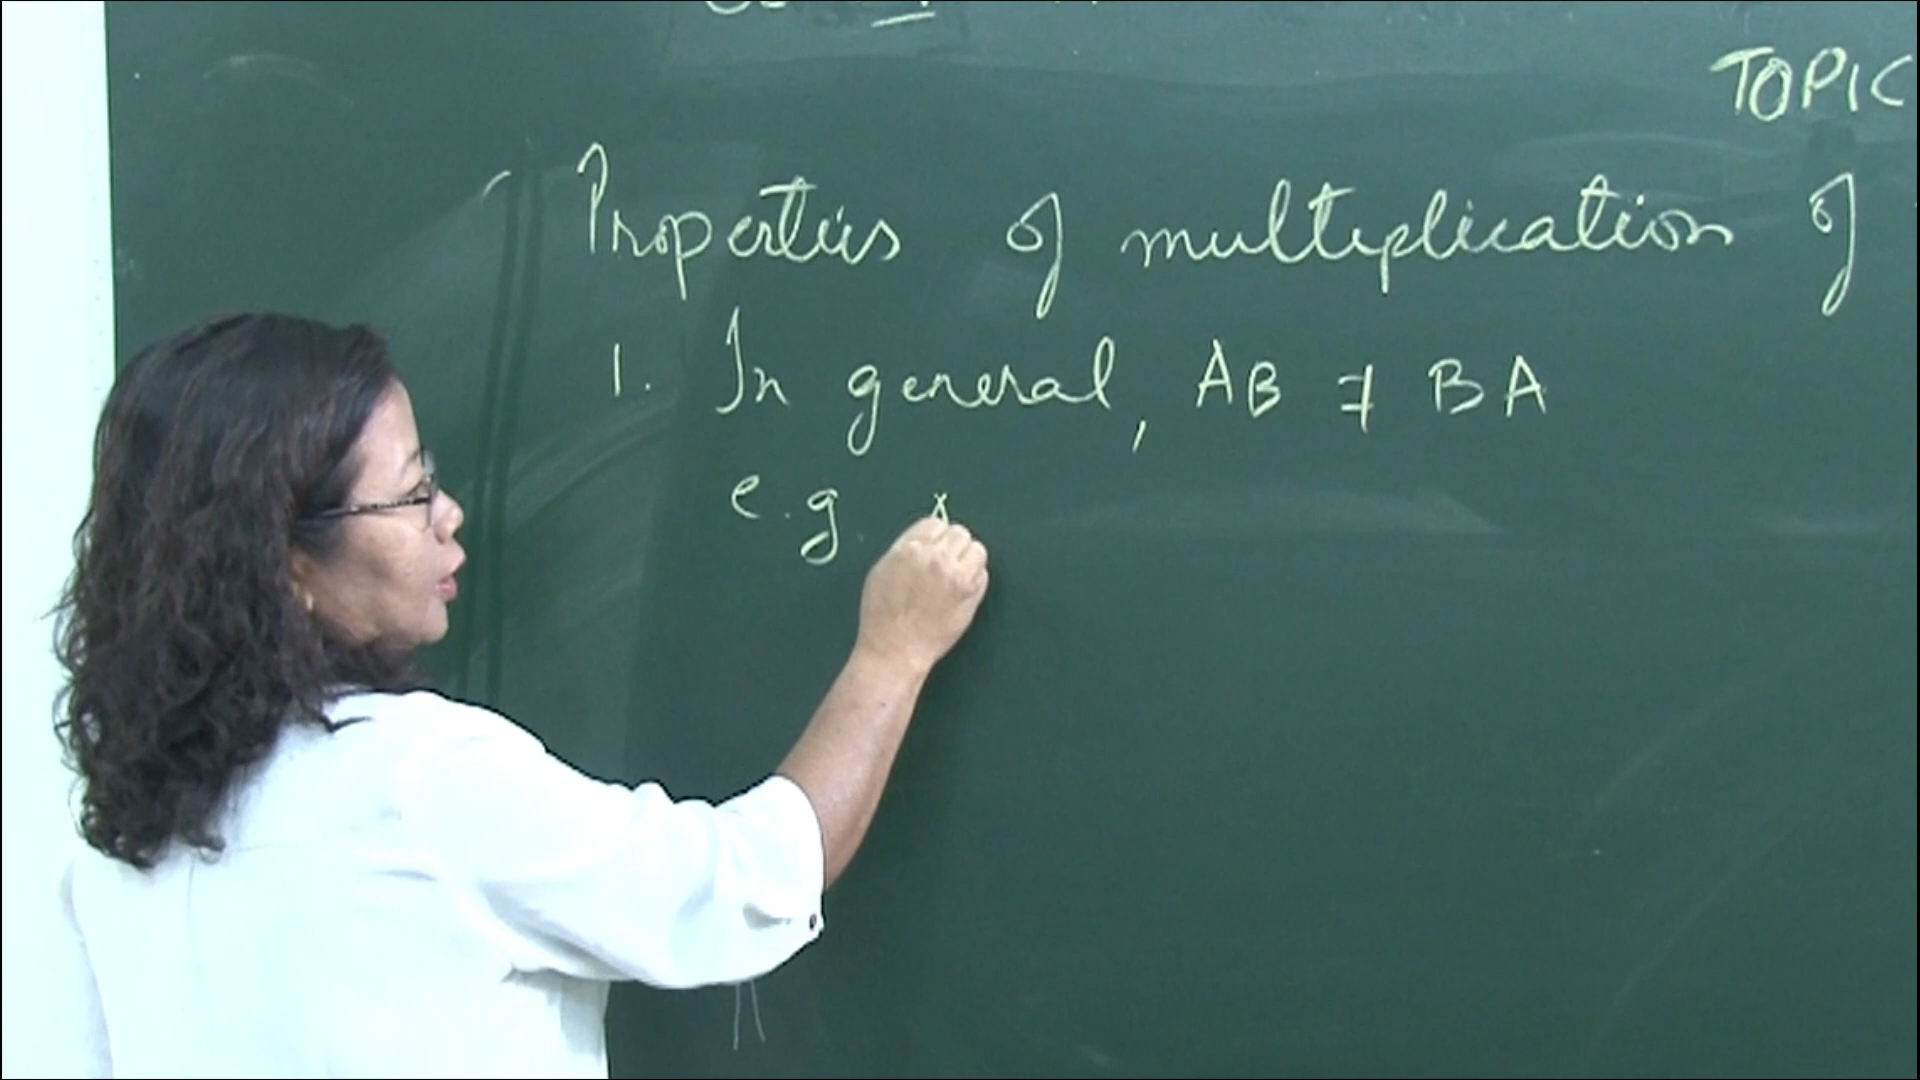 TOPIC
Properties of multiplication of
1. In general, AB ≠ BA
e.g.